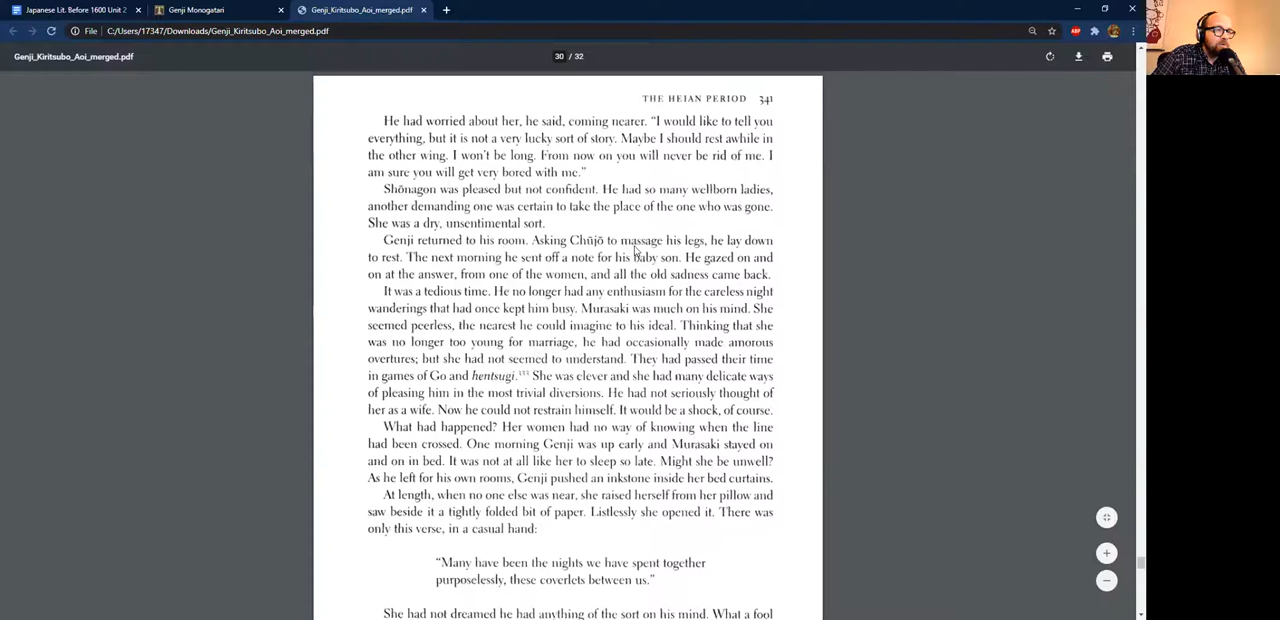 Japanese Lit. Before 1600 Unit 2
Genji Monogatari
Genji_Kiritsubo_Aoi_merged.pdf
File
C:/Users/17347/Downloads/Genji_Kiritsubo_Aoi_merged.pdf
ABP
Genji_Kiritsubo_Aoi_merged.pdf
30 / 32
THE HEIAN PERIOD 341
He had worried about her, he said, coming nearer. “I would like to tell you
everything, but it is not a very lucky sort of story. Maybe I should rest awhile in
the other wing. I won’t be long. From now on you will never be rid of me. I
am sure you will get very bored with me.”
Shōnagon was pleased but not confident. He had so many wellborn ladies,
another demanding one was certain to take the place of the one who was gone.
She was a dry, unsentimental sort.
Genji returned to his room. Asking Chūjō to massage his legs, he lay down
to rest. The next morning he sent off a note for his baby son. He gazed on and
on at the answer, from one of the women, and all the old sadness came back.
It was a tedious time. He no longer had any enthusiasm for the careless night
wanderings that had once kept him busy. Murasaki was much on his mind. She
seemed peerless, the nearest he could imagine to his ideal. Thinking that she
was no longer too young for marriage, he had occasionally made amorous
overtures; but she had not seemed to understand. They had passed their time
in games of Go and hentsugi. She was clever and she had many delicate ways
of pleasing him in the most trivial diversions. He had not seriously thought of
her as a wife. Now he could not restrain himself. It would be a shock, of course.
What had happened? Her women had no way of knowing when the line
had been crossed. One morning Genji was up early and Murasaki stayed on
and on in bed. It was not at all like her to sleep so late. Might she be unwell?
As he left for his own rooms, Genji pushed an inkstone inside her bed curtains.
At length, when no one else was near, she raised herself from her pillow and
saw beside it a tightly folded bit of paper. Listlessly she opened it. There was
only this verse, in a casual hand:
“Many have been the nights we have spent together
purposelessly, these coverlets between us.”
She had not dreamed he had anything of the sort on his mind. What a fool